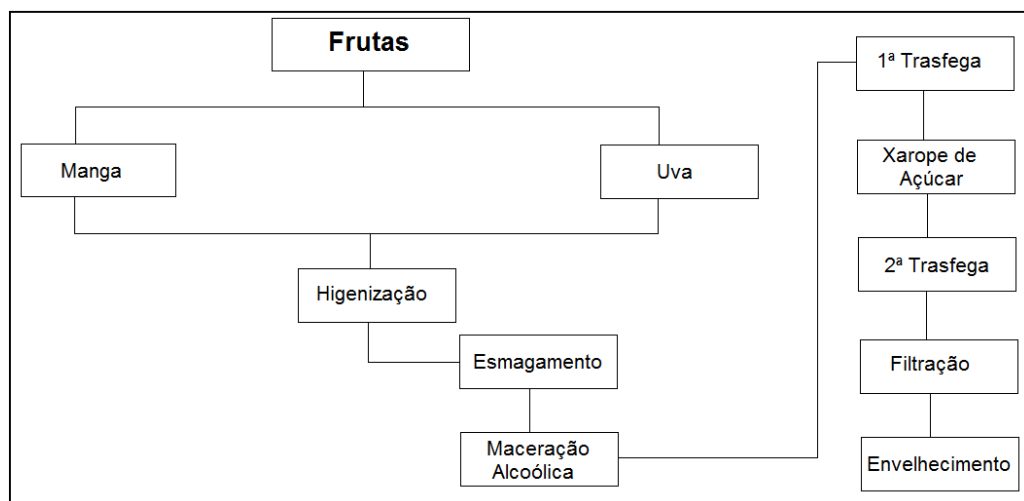 Frutas
Manga
Uva
Higenização
Esmagamento
Maceração
Alcoólica
1ª Trasfega
Xarope de
Açúcar
2ª Trasfega
Filtração
Envelhecimento